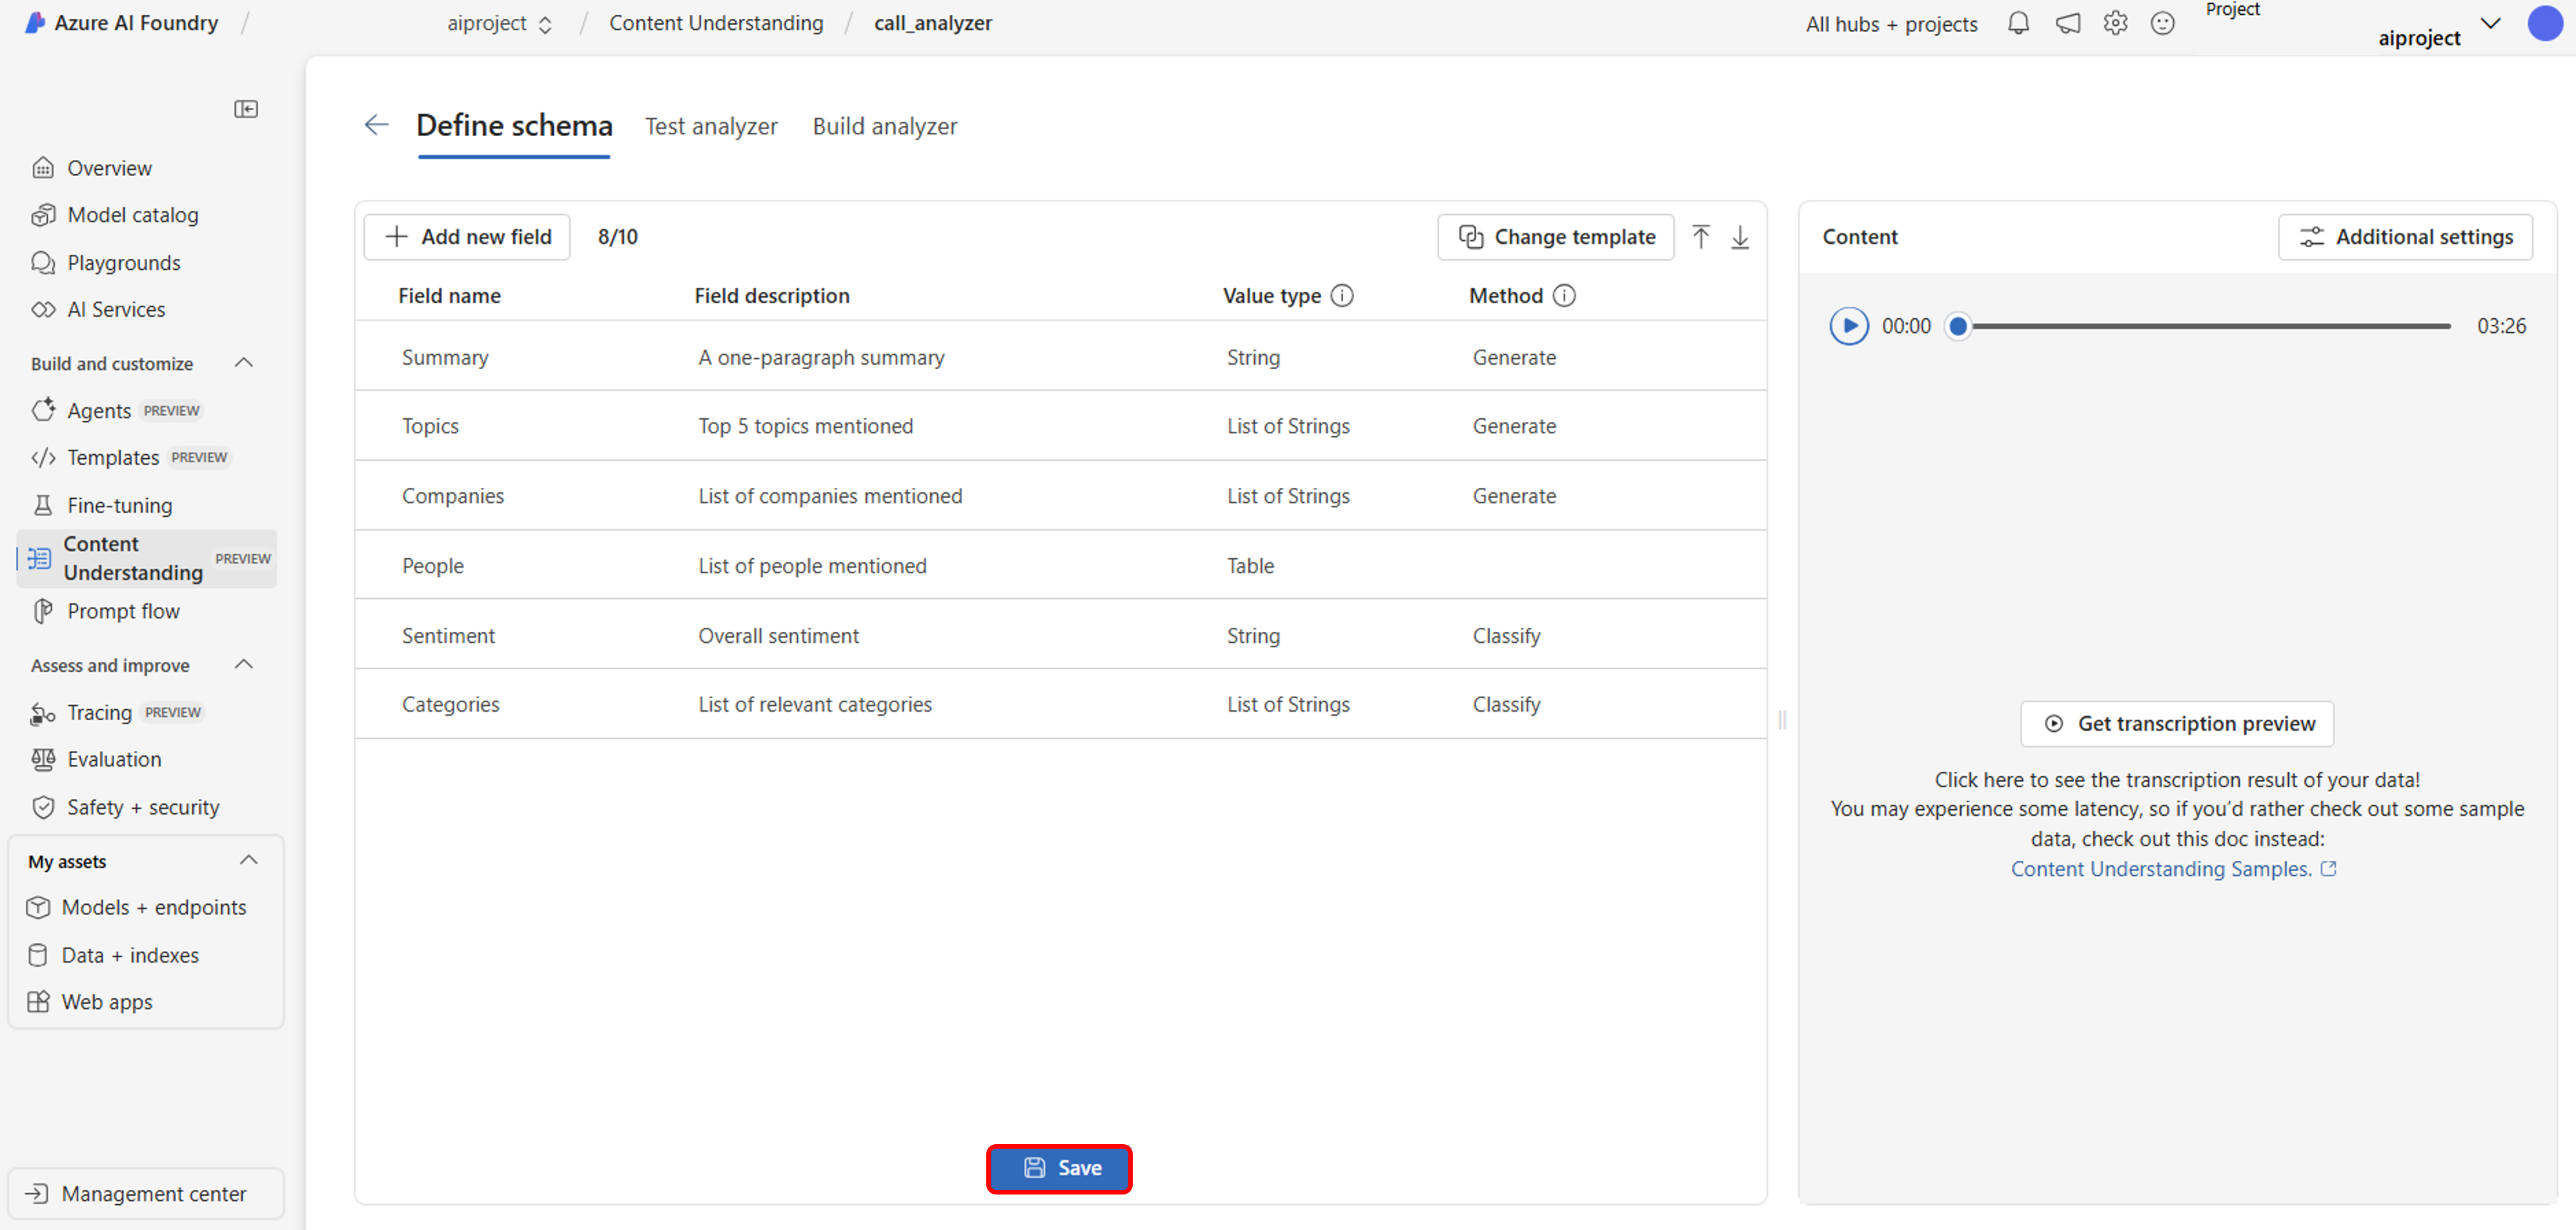 Azure AI Foundry / aiproject / Content Understanding / call_analyzer
All hubs + projects
Project
aiproject
Overview
Model catalog
Playgrounds
AI Services
Build and customize
Agents PREVIEW
Templates PREVIEW
Fine-tuning
Content Understanding PREVIEW
Prompt flow
Assess and improve
Tracing PREVIEW
Evaluation
Safety + security
My assets
Models + endpoints
Data + indexes
Web apps
Management center
Define schema Test analyzer Build analyzer
Add new field 8/10 Change template
Field name Field description Value type Method
Summary A one-paragraph summary String Generate
Topics Top 5 topics mentioned List of Strings Generate
Companies List of companies mentioned List of Strings Generate
People List of people mentioned Table
Sentiment Overall sentiment String Classify
Categories List of relevant categories List of Strings Classify
Save
Content Additional settings
00:00 03:26
Get transcription preview
Click here to see the transcription result of your data!
You may experience some latency, so if you’d rather check out some sample
data, check out this doc instead:
Content Understanding Samples.